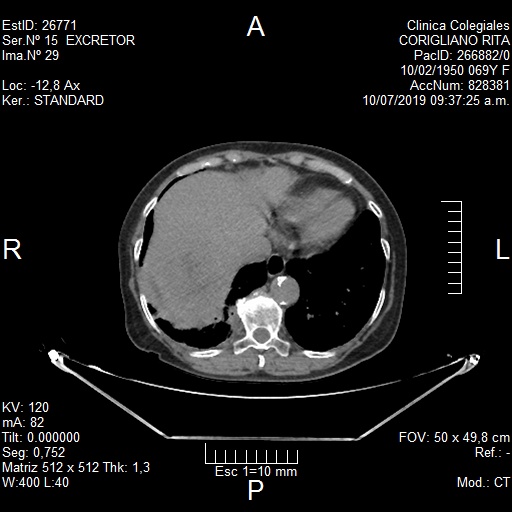 EstID: 26771
Ser.Nº 15 EXCRETOR
Ima.Nº 29
Loc: -12,8 Ax
Ker.: STANDARD
A
Clinica Colegiales
CORIGLIANO RITA
PacID: 266882/0
10/02/1950 069Y F
AccNum: 828381
10/07/2019 09:37:25 a.m.
R
L
KV: 120
mA: 82
Tilt: 0.000000
Seg: 0,752
Matriz 512 x 512 Thk: 1,3
W:400 L:40
Esc 1=10 mm
P
FOV: 50 x 49,8 cm
Ref.: -
Mod.: CT